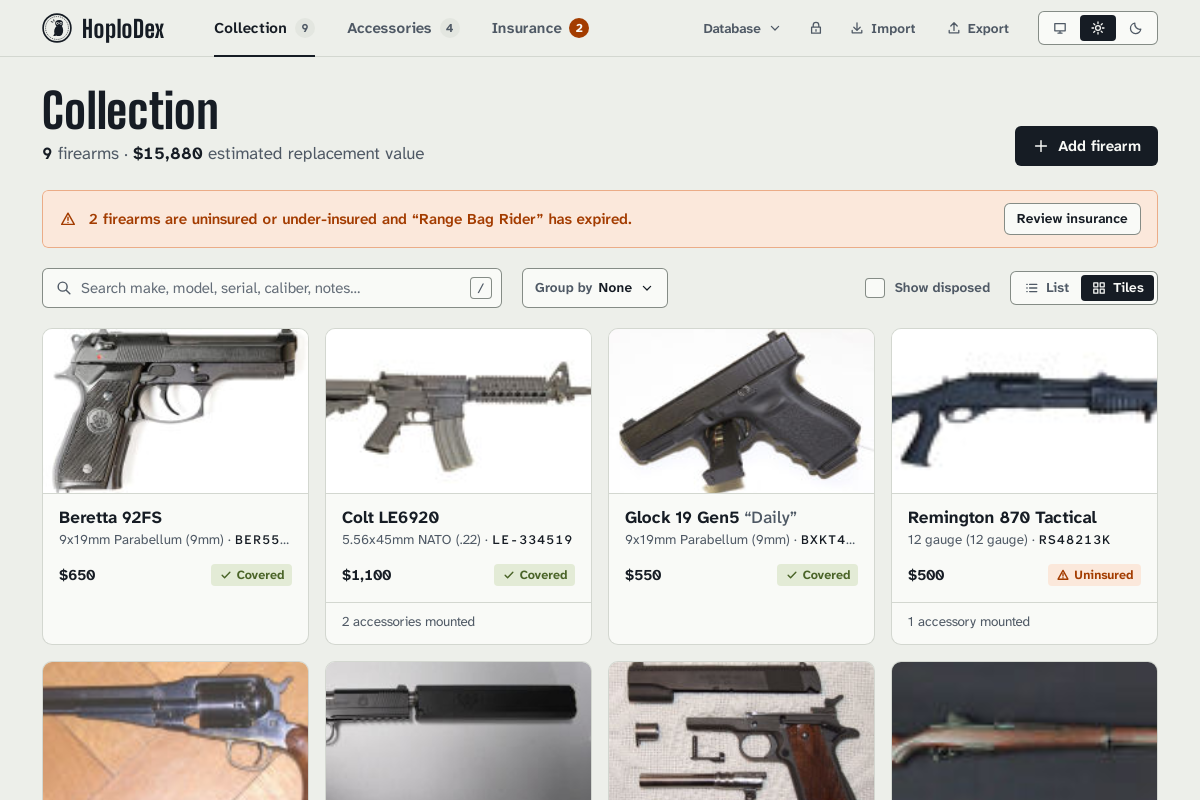 HoploDex
Collection 9
Accessories 4
Insurance 2
Database
Import
Export
Collection
9 firearms · $15,880 estimated replacement value
Add firearm
2 firearms are uninsured or under-insured and “Range Bag Rider” has expired.
Review insurance
Search make, model, serial, caliber, notes… /
Group by None
Show disposed
List
Tiles
Beretta 92FS
9x19mm Parabellum (9mm) · BER55…
$650
Covered
Colt LE6920
5.56x45mm NATO (.22) · LE-334519
$1,100
Covered
2 accessories mounted
Glock 19 Gen5 “Daily”
9x19mm Parabellum (9mm) · BXKT4…
$550
Covered
Remington 870 Tactical
12 gauge (12 gauge) · RS48213K
$500
Uninsured
1 accessory mounted